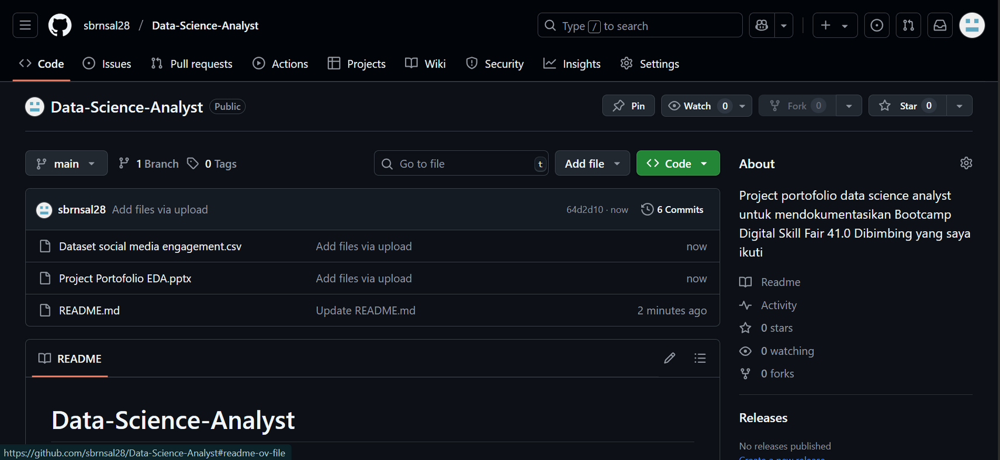 sbrnsal28 / Data-Science-Analyst
Type / to search
Code
Issues
Pull requests
Actions
Projects
Wiki
Security
Insights
Settings
Data-Science-Analyst Public
Pin
Watch 0
Fork 0
Star 0
main
1 Branch
0 Tags
Go to file t
Add file
Code
sbrnsal28 Add files via upload 64d2d10 · now 6 Commits
Dataset social media engagement.csv Add files via upload now
Project Portofolio EDA.pptx Add files via upload now
README.md Update README.md 2 minutes ago
README
Data-Science-Analyst
About
Project portofolio data science analyst
untuk mendokumentasikan Bootcamp
Digital Skill Fair 41.0 Dibimbing yang saya
ikuti
Readme
Activity
0 stars
0 watching
0 forks
Releases
No releases published
Create a new release
https://github.com/sbrnsal28/Data-Science-Analyst#readme-ov-file